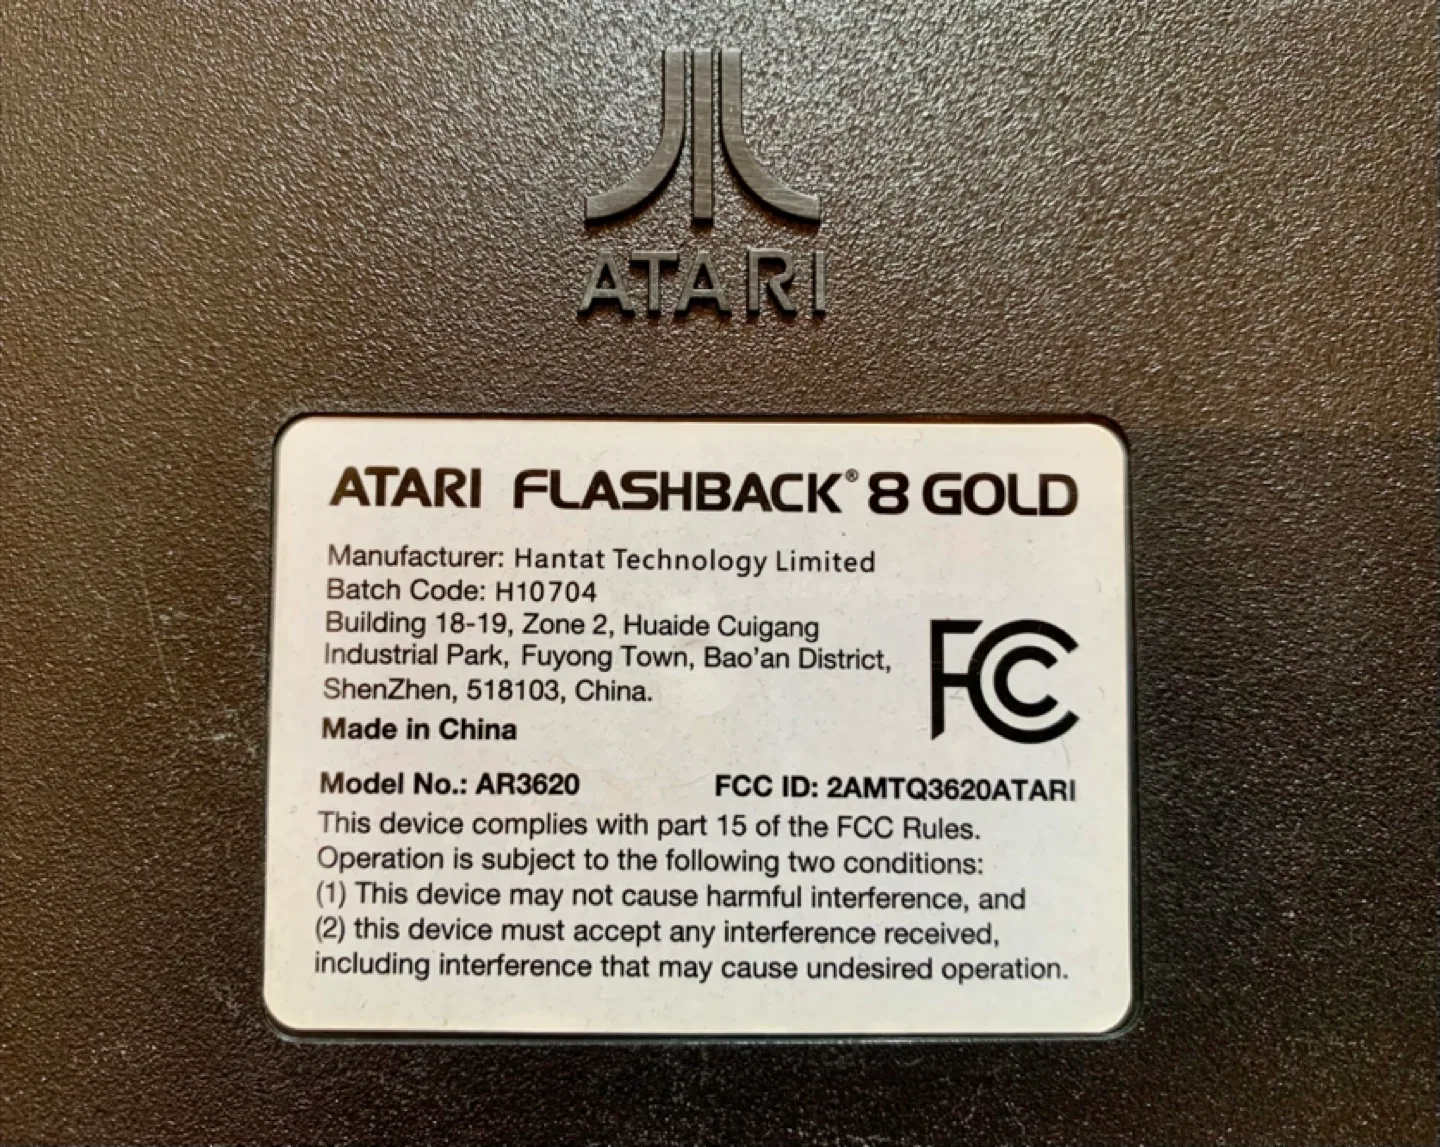 ATARI
ATARI FLASHBACK® 8 GOLD
Manufacturer: Hantat Technology Limited
Batch Code: H10704
Building 18-19, Zone 2, Huaide Cuigang
Industrial Park, Fuyong Town, Bao'an District,
ShenZhen, 518103, China.
Made in China
FC
Model No.: AR3620 FCC ID: 2AMTQ3620ATARI
This device complies with part 15 of the FCC Rules.
Operation is subject to the following two conditions:
(1) This device may not cause harmful interference, and
(2) this device must accept any interference received,
including interference that may cause undesired operation.